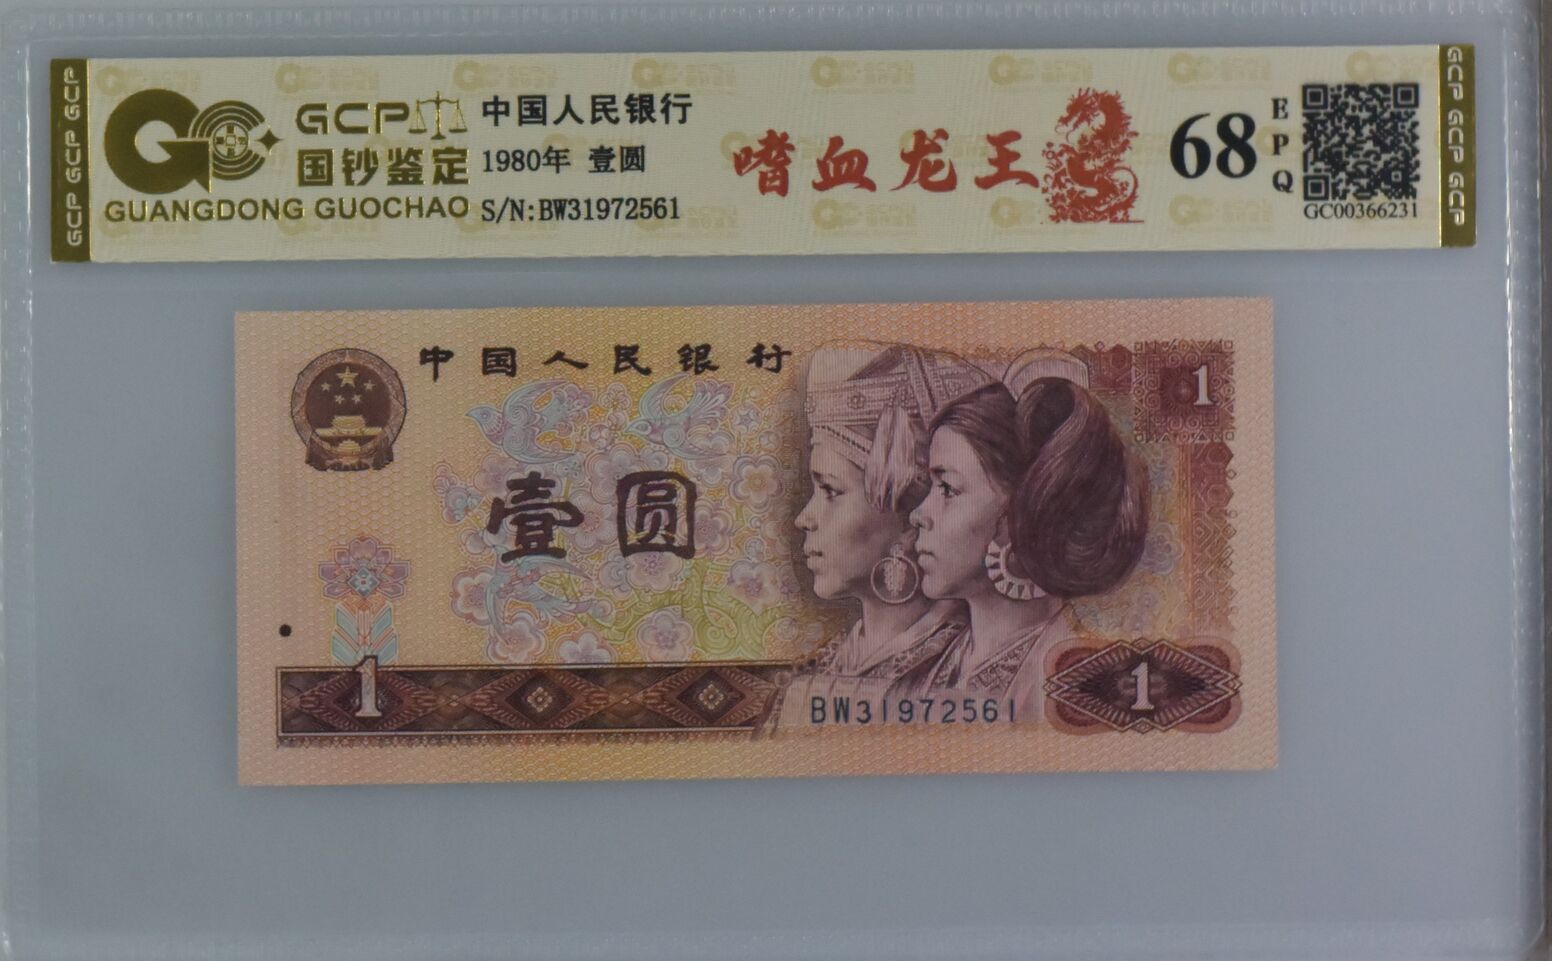 GCP GCP GCP
GCP
国钞鉴定
GUANGDONG GUOCHAO
中国人民银行
1980年 壹圆
S/N:BW31972561
嗜血龙王
68
EPQ
GC00366231
GCP GCP GCP
中国人民银行
1
壹圆
1
BW31972561
1